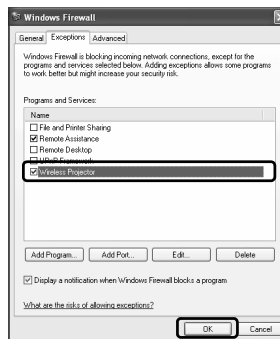 Windows Firewall
General Exceptions Advanced
Windows Firewall is blocking incoming network connections, except for the
programs and services selected below. Adding exceptions allows some programs
to work better but might increase your security risk.
Programs and Services:
Name
File and Printer Sharing
Remote Assistance
Remote Desktop
UPnP Framework
Wireless Projector
Add Program... Add Port... Edit... Delete
Display a notification when Windows Firewall blocks a program
What are the risks of allowing exceptions?
OK Cancel